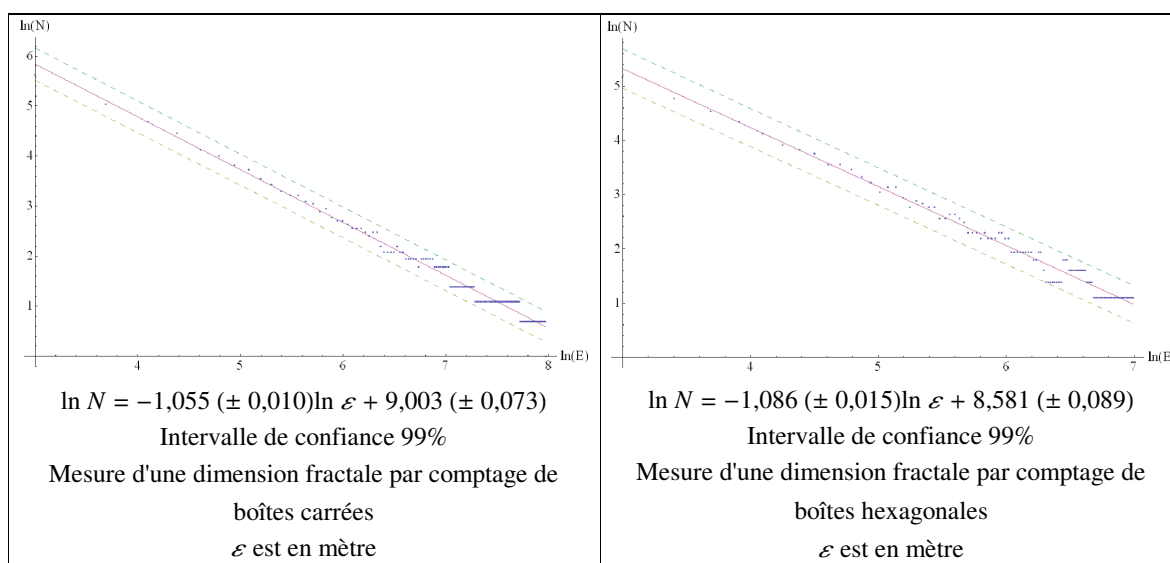 ln(N)
6
5
4
3
2
1
4
5
6
7
8
ln(E)
ln N = −1,055 (± 0,010)ln ε + 9,003 (± 0,073)
Intervalle de confiance 99%
Mesure d'une dimension fractale par comptage de
boîtes carrées
ε est en mètre
ln(N)
5
4
3
2
1
4
5
6
7
ln(E
ln N = −1,086 (± 0,015)ln ε + 8,581 (± 0,089)
Intervalle de confiance 99%
Mesure d'une dimension fractale par comptage de
boîtes hexagonales
ε est en mètre